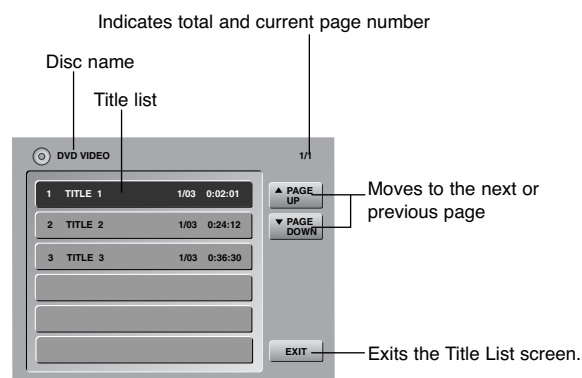 Indicates total and current page number
Disc name
Title list
DVD VIDEO 1/1
1 TITLE 1 1/03 0:02:01
▲ PAGE UP
Moves to the next or
previous page
2 TITLE 2 1/03 0:24:12
▼ PAGE DOWN
3 TITLE 3 1/03 0:36:30
EXIT
Exits the Title List screen.